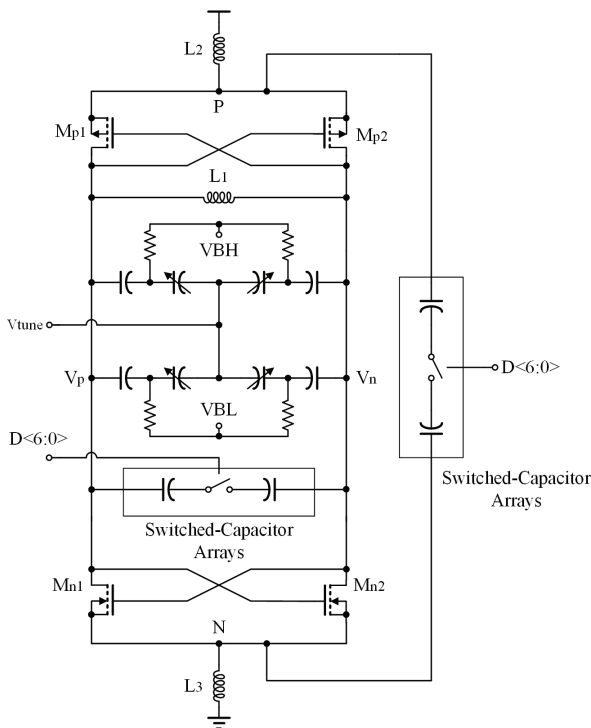 L2
P
Mp1
Mp2
L1
VBH
Vtune
Vp
Vn
D<6:0>
VBL
D<6:0>
Switched-Capacitor
Arrays
Switched-Capacitor
Arrays
Mn1
Mn2
N
L3